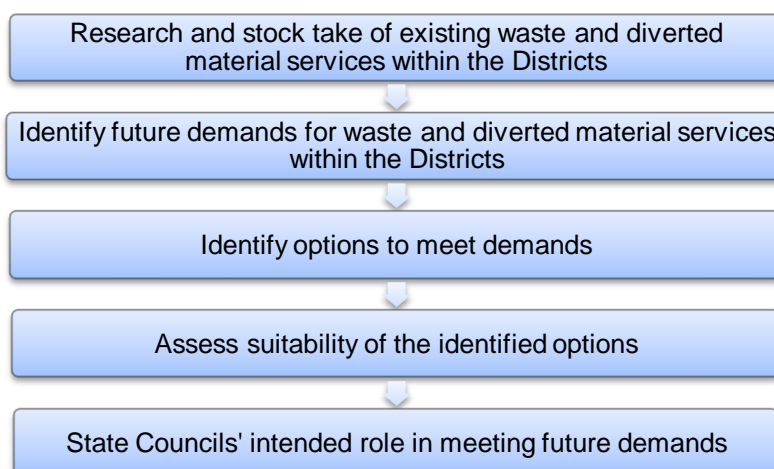 Research and stock take of existing waste and diverted
material services within the Districts
Identify future demands for waste and diverted material services
within the Districts
Identify options to meet demands
Assess suitability of the identified options
State Councils' intended role in meeting future demands